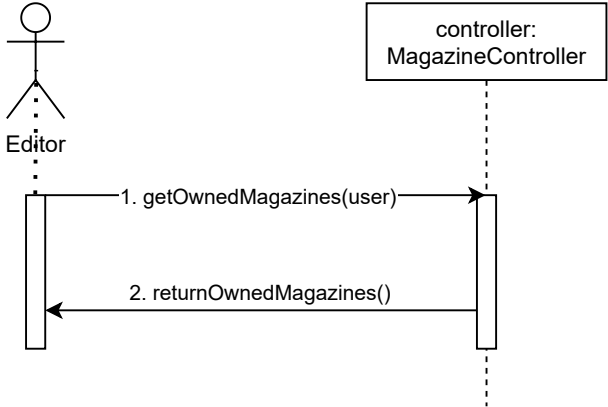 controller:
MagazineController
Editor
1. getOwnedMagazines(user)
2. returnOwnedMagazines()